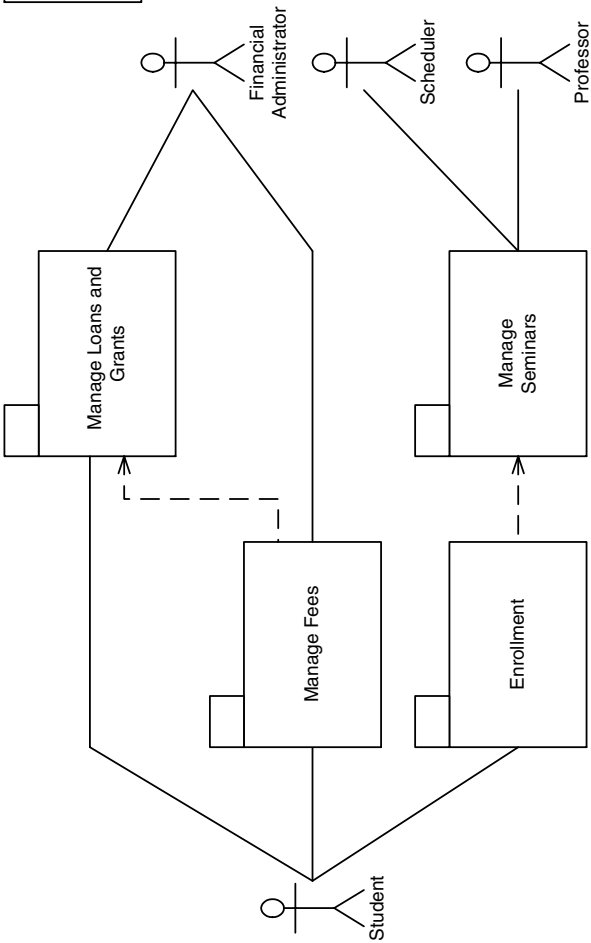 Student
Manage Loans and
Grants
Manage Fees
Enrollment
Manage
Seminars
Financial
Administrator
Scheduler
Professor